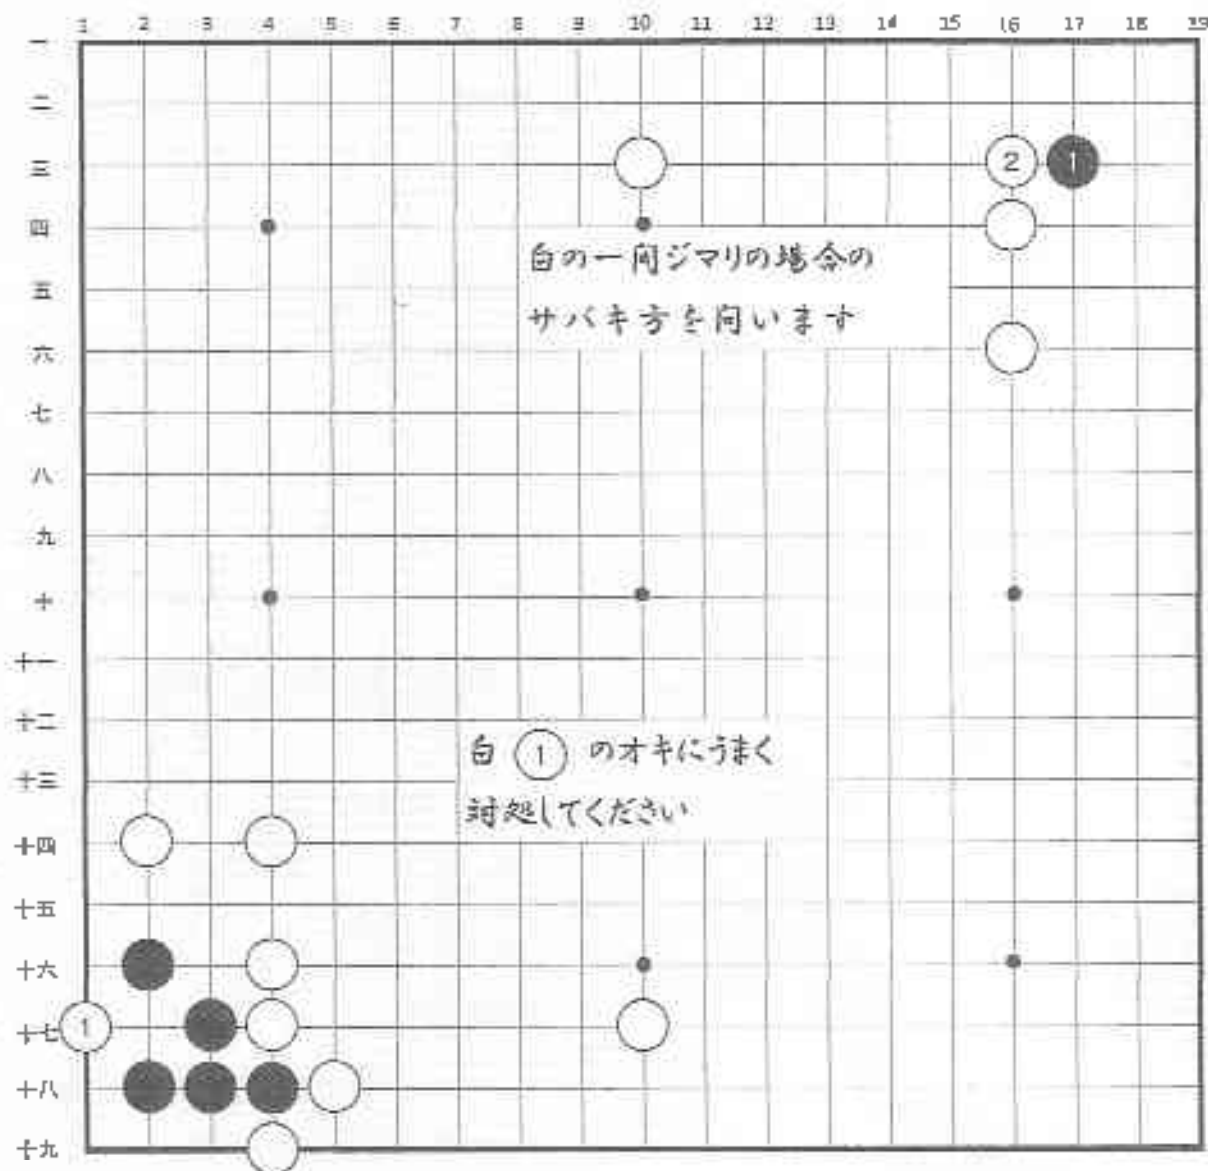 1 2 3 4 5 6 7 8 9 10 11 12 13 14 15 16 17 18 19
一
二
三 2 1
四
白の一間ジマリの場合の
五
サバキ方を問います
六
七
八
九
十
十一
十二
白 1 のオキにうまく
十三
対処してください
十四
十五
十六
十七 1
十八
十九